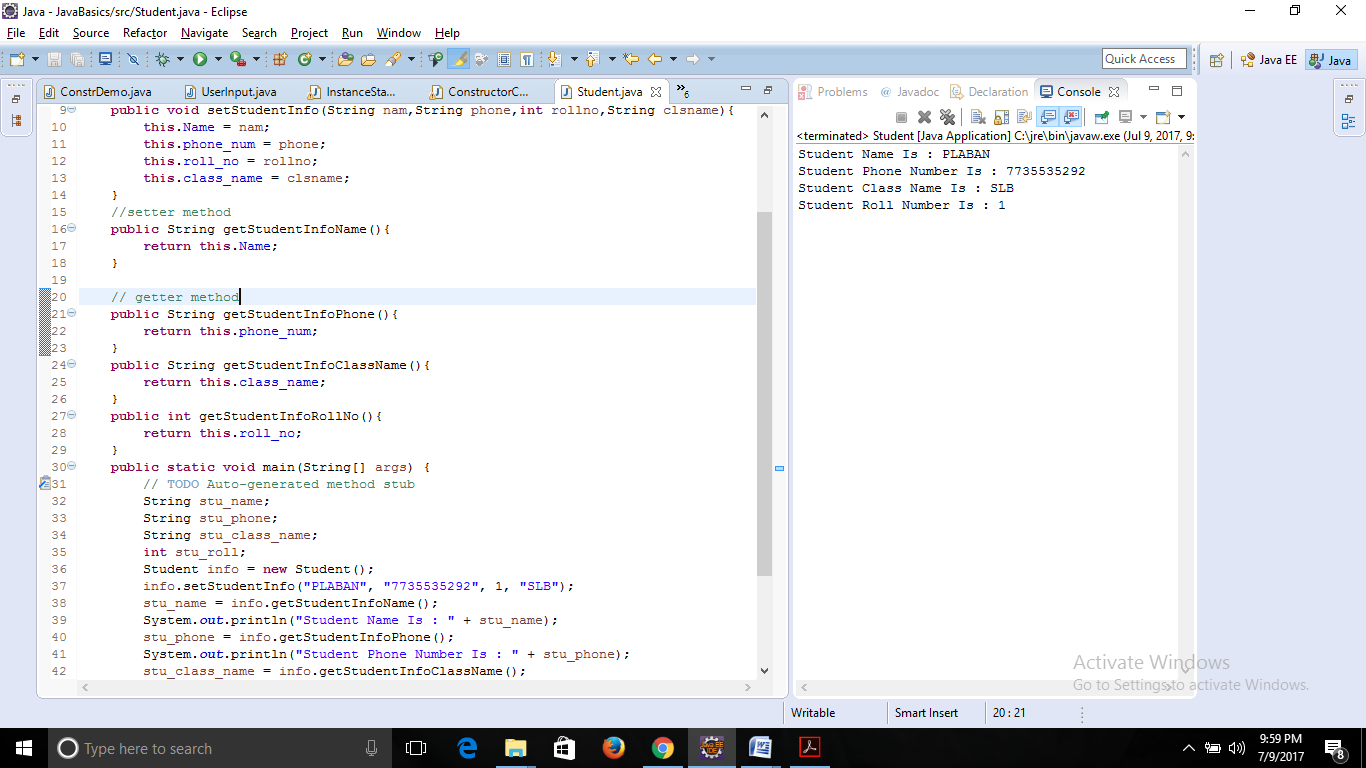 Java - JavaBasics/src/Student.java - Eclipse
File Edit Source Refactor Navigate Search Project Run Window Help
Quick Access Java EE Java
ConstrDemo.java UserInput.java InstanceSta... ConstructorC... Student.java »6
9 public void setStudentInfo(String nam,String phone,int rollno,String clsname){
10 this.Name = nam;
11 this.phone_num = phone;
12 this.roll_no = rollno;
13 this.class_name = clsname;
14 }
15 //setter method
16 public String getStudentInfoName(){
17 return this.Name;
18 }
19
20 // getter method
21 public String getStudentInfoPhone(){
22 return this.phone_num;
23 }
24 public String getStudentInfoClassName(){
25 return this.class_name;
26 }
27 public int getStudentInfoRollNo(){
28 return this.roll_no;
29 }
30 public static void main(String[] args) {
31 // TODO Auto-generated method stub
32 String stu_name;
33 String stu_phone;
34 String stu_class_name;
35 int stu_roll;
36 Student info = new Student();
37 info.setStudentInfo("PLABAN", "7735535292", 1, "SLB");
38 stu_name = info.getStudentInfoName();
39 System.out.println("Student Name Is : " + stu_name);
40 stu_phone = info.getStudentInfoPhone();
41 System.out.println("Student Phone Number Is : " + stu_phone);
42 stu_class_name = info.getStudentInfoClassName();
Problems @ Javadoc Declaration Console
<terminated> Student [Java Application] C:\jre\bin\javaw.exe (Jul 9, 2017, 9:
Student Name Is : PLABAN
Student Phone Number Is : 7735535292
Student Class Name Is : SLB
Student Roll Number Is : 1
Activate Windows
Go to Settings to activate Windows.
Writable Smart Insert 20 : 21
Type here to search
9:59 PM
7/9/2017
8